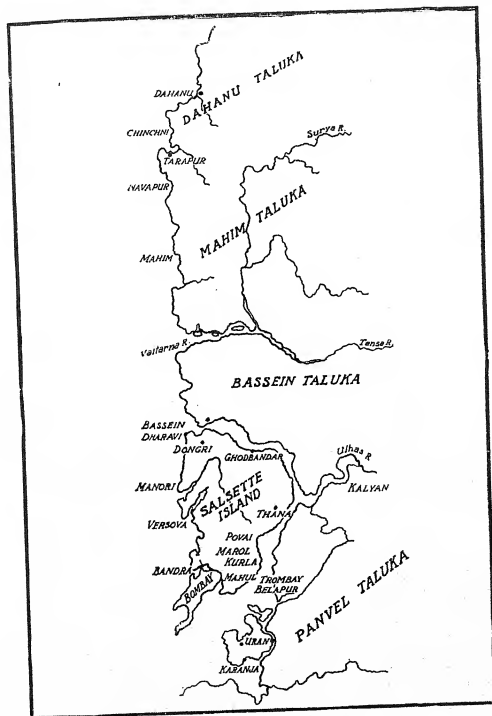 DAHANU
DAHANU TALUKA
CHINCHNI
Surya R.
TARAPUR
NAVAPUR
MAHIM TALUKA
MAHIM
Vaitarna R.
Tansa R.
BASSEIN TALUKA
BASSEIN
DHARAVI
DONGRI
GHODBANDAR
Ulhas R
MANORI
KALYAN
SALSETTE
ISLAND
VERSOVA
THANA
POVAI
MAROL
KURLA
BANDRA
MAHUL
TROMBAY
BELAPUR
BOMBAY
PANVEL TALUKA
URAN
KARANJA